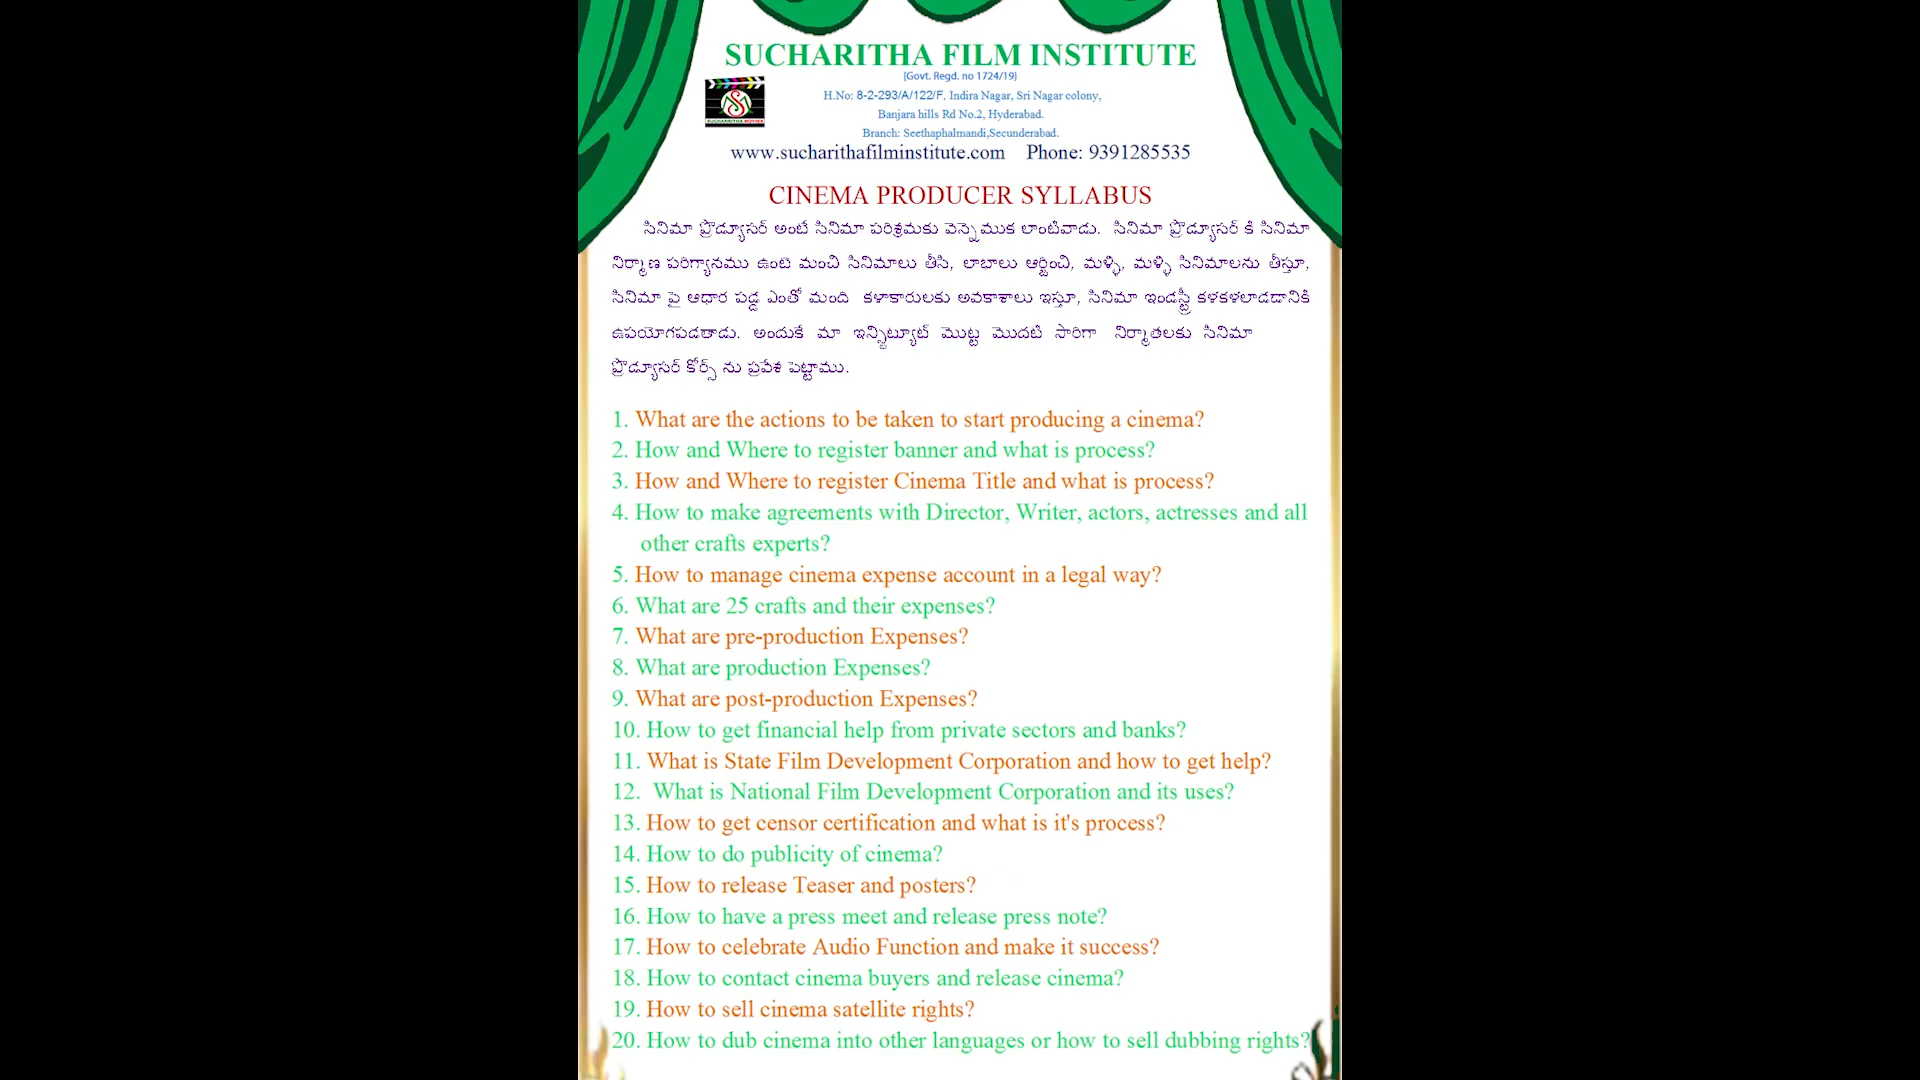 SUCHARITHA FILM INSTITUTE
[Govt. Regd. no 1724/19]
H.No: 8-2-293/A/122/F, Indira Nagar, Sri Nagar colony,
Banjara hills Rd No.2, Hyderabad.
Branch: Seethaphalmandi,Secunderabad.
SUCHARRITHA MOVIES
www.sucharithafilminstitute.com Phone: 9391285535
CINEMA PRODUCER SYLLABUS
సినిమా ప్రొడ్యూసర్ అంటే సినిమా పరిశ్రమకు వెన్నెముక లాంటివాడు. సినిమా ప్రొడ్యూసర్ కి సినిమా
నిర్మాణ పరిగ్యానము ఉంటె మంచి సినిమాలు తీసి, లాబాలు ఆర్జించి, మళ్ళి, మళ్ళి సినిమాలను తీస్తూ,
సినిమా పై ఆధార పడ్డ ఎంతో మంది కళాకారులకు అవకాశాలు ఇస్తూ, సినిమా ఇండస్ట్రీ కళకళలాడడానికి
ఉపయోగపడతాడు. అందుకే మా ఇన్స్టిట్యూట్ మొట్ట మొదటి సారిగా నిర్మాతలకు సినిమా
ప్రొడ్యూసర్ కోర్స్ ను ప్రవేశ పెట్టాము.
1. What are the actions to be taken to start producing a cinema?
2. How and Where to register banner and what is process?
3. How and Where to register Cinema Title and what is process?
4. How to make agreements with Director, Writer, actors, actresses and all
other crafts experts?
5. How to manage cinema expense account in a legal way?
6. What are 25 crafts and their expenses?
7. What are pre-production Expenses?
8. What are production Expenses?
9. What are post-production Expenses?
10. How to get financial help from private sectors and banks?
11. What is State Film Development Corporation and how to get help?
12. What is National Film Development Corporation and its uses?
13. How to get censor certification and what is it's process?
14. How to do publicity of cinema?
15. How to release Teaser and posters?
16. How to have a press meet and release press note?
17. How to celebrate Audio Function and make it success?
18. How to contact cinema buyers and release cinema?
19. How to sell cinema satellite rights?
20. How to dub cinema into other languages or how to sell dubbing rights?